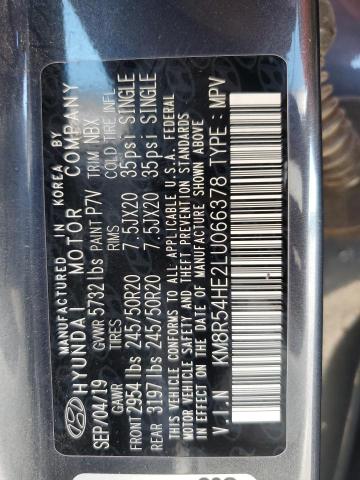 MANUFACTURED IN KOREA BY
HYUNDAI MOTOR COMPANY
SEP/04/19 GVWR 5732 lbs PAINT P7V TRIM NBX
TIRES RIMS COLD TIRE INFL.
FRONT 2954 lbs 245/50R20 7.5JX20 35psi SINGLE
REAR 3197 lbs 245/50R20 7.5JX20 35psi SINGLE
THIS VEHICLE CONFORMS TO ALL APPLICABLE U.S.A. FEDERAL
MOTOR VEHICLE SAFETY AND THEFT PREVENTION STANDARDS
IN EFFECT ON THE DATE OF MANUFACTURE SHOWN ABOVE
V.I.N KM8R54HE2LU066378 TYPE : MPV